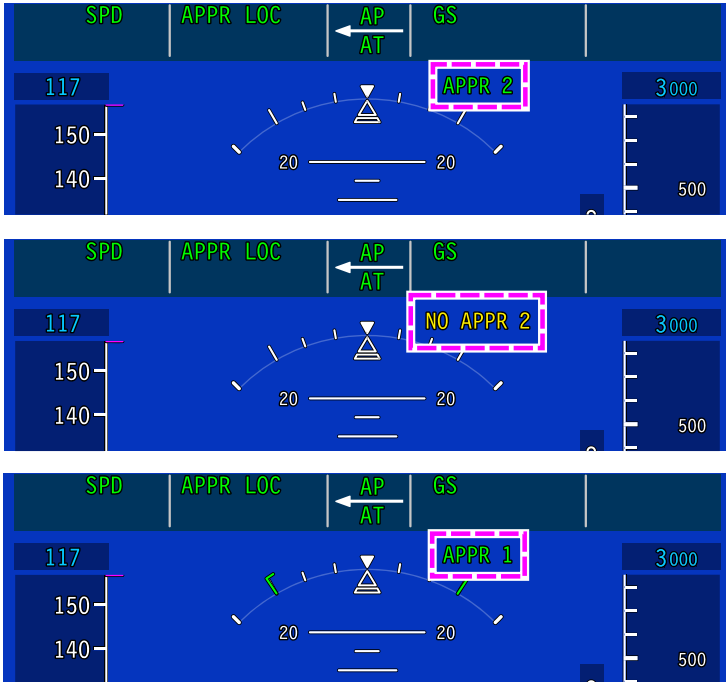 SPD APPR LOC AP GS
AT
APPR 2
117 3000
150
20 20
140 500
SPD APPR LOC AP GS
AT
NO APPR 2
117 3000
150
20 20
140 500
SPD APPR LOC AP GS
AT
APPR 1
117 3000
150
20 20
140 500